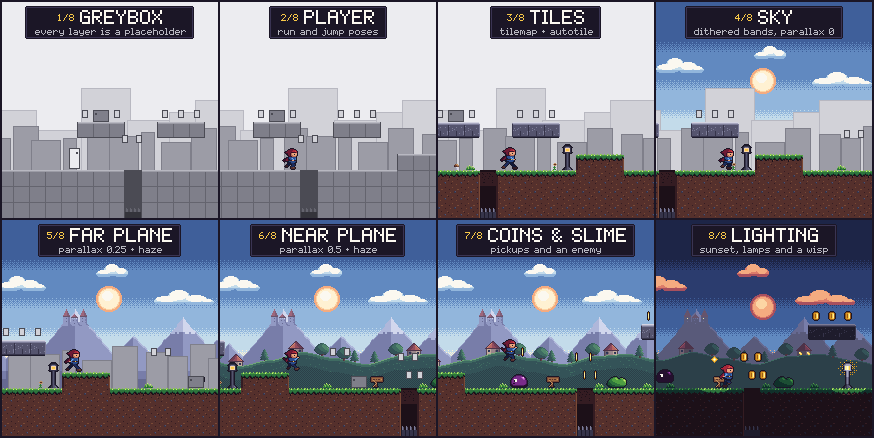 1/8 GREYBOX
every layer is a placeholder
2/8 PLAYER
run and jump poses
3/8 TILES
tilemap + autotile
4/8 SKY
dithered bands, parallax 0
5/8 FAR PLANE
parallax 0.25 + haze
6/8 NEAR PLANE
parallax 0.5 + haze
7/8 COINS & SLIME
pickups and an enemy
8/8 LIGHTING
sunset, lamps and a wisp